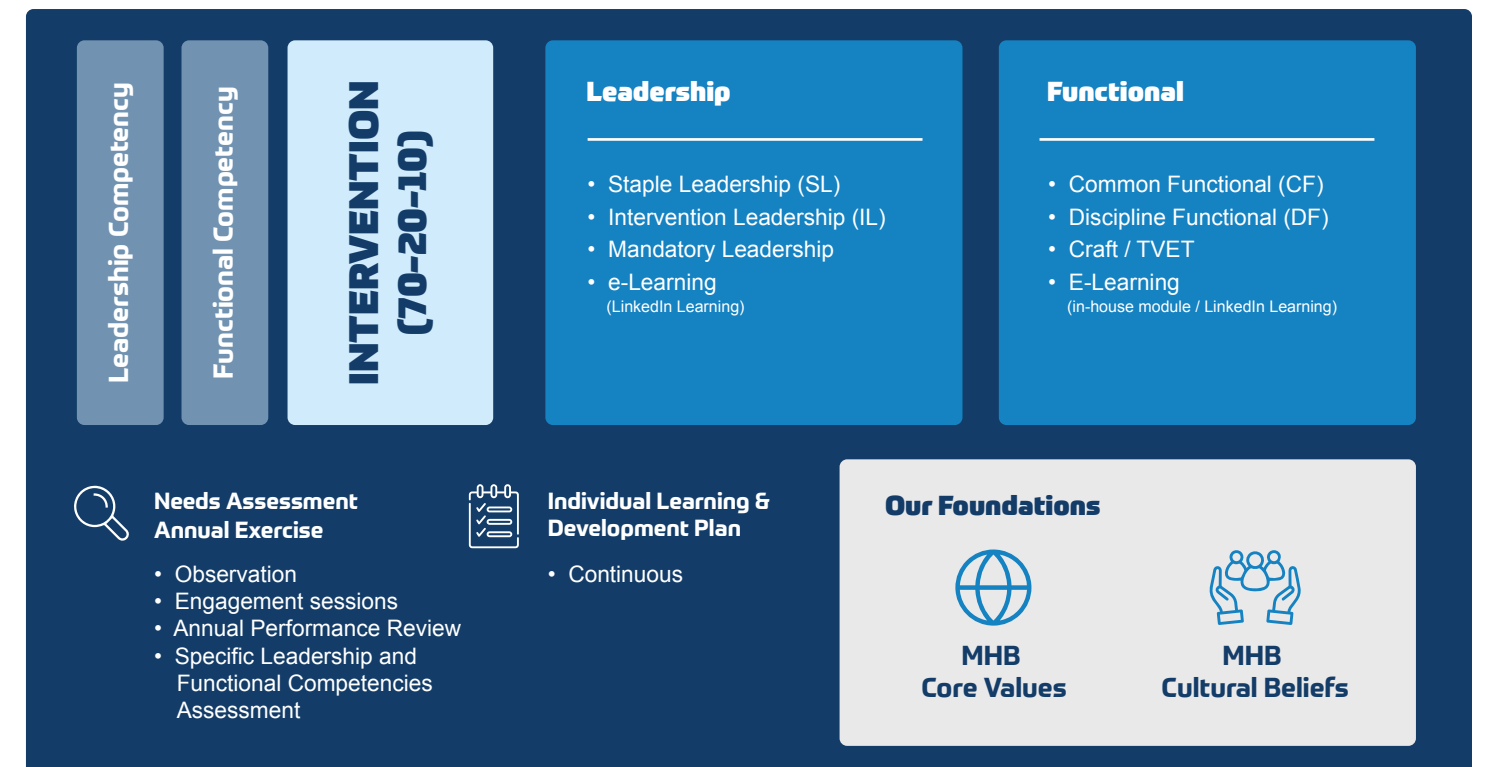 Leadership Competency
Functional Competency
INTERVENTION
(70–20–10)
Leadership
• Staple Leadership (SL)
• Intervention Leadership (IL)
• Mandatory Leadership
• e-Learning
(LinkedIn Learning)
Functional
• Common Functional (CF)
• Discipline Functional (DF)
• Craft / TVET
• E-Learning
(in-house module / LinkedIn Learning)
Needs Assessment
Annual Exercise
• Observation
• Engagement sessions
• Annual Performance Review
• Specific Leadership and
Functional Competencies
Assessment
Individual Learning &
Development Plan
• Continuous
Our Foundations
MHB
Core Values
MHB
Cultural Beliefs